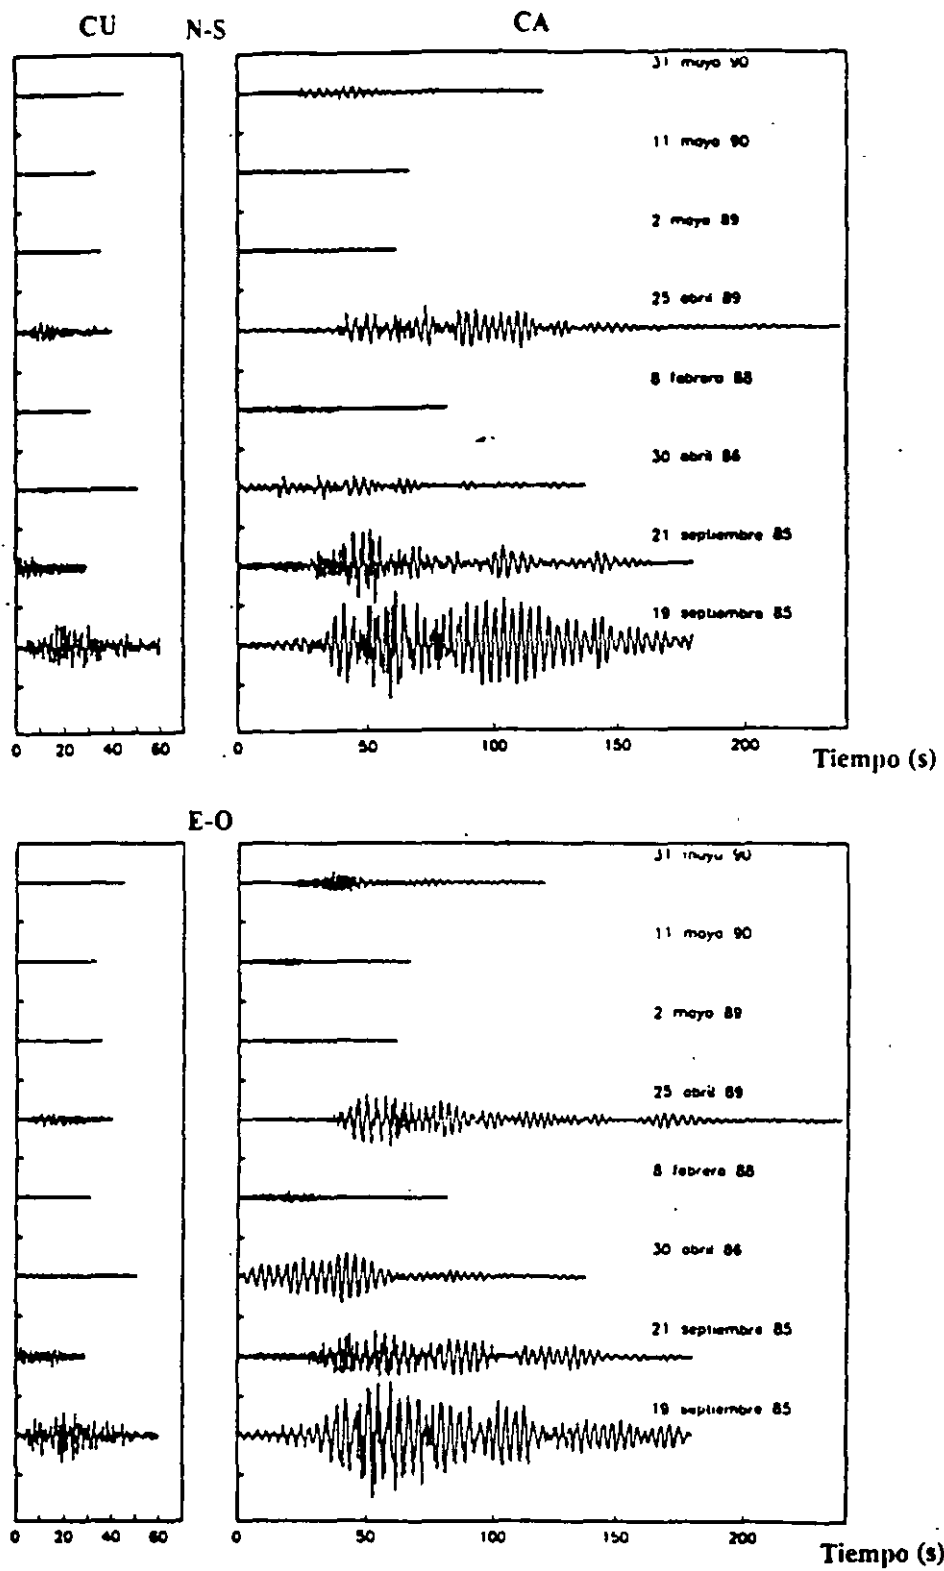 CU N-S CA
31 mayo 90
11 mayo 90
2 mayo 89
25 abril 89
8 febrero 88
30 abril 86
21 septiembre 85
19 septiembre 85
0 20 40 60 0 50 100 150 200
Tiempo (s)
E-O
31 mayo 90
11 mayo 90
2 mayo 89
25 abril 89
8 febrero 88
30 abril 86
21 septiembre 85
19 septiembre 85
0 20 40 60 0 50 100 150 200
Tiempo (s)